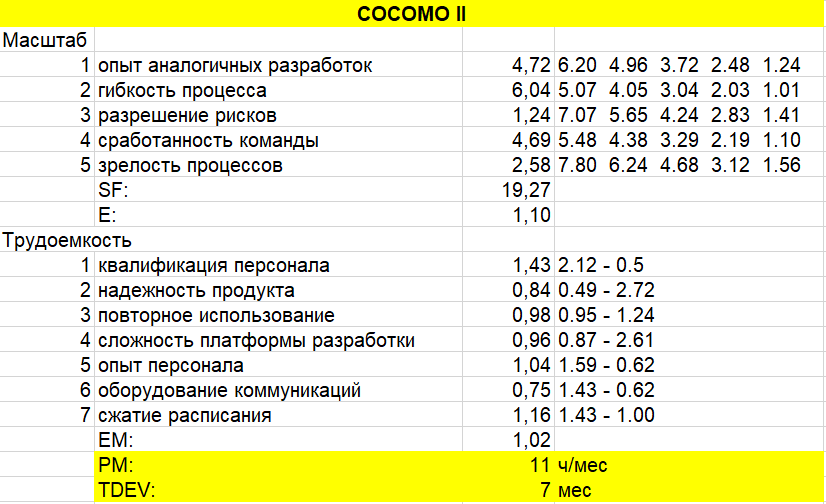 COCOMO II
Масштаб
1 опыт аналогичных разработок 4,72 6.20 4.96 3.72 2.48 1.24
2 гибкость процесса 6,04 5.07 4.05 3.04 2.03 1.01
3 разрешение рисков 1,24 7.07 5.65 4.24 2.83 1.41
4 сработанность команды 4,69 5.48 4.38 3.29 2.19 1.10
5 зрелость процессов 2,58 7.80 6.24 4.68 3.12 1.56
SF: 19,27
E: 1,10
Трудоемкость
1 квалификация персонала 1,43 2.12 - 0.5
2 надежность продукта 0,84 0.49 - 2.72
3 повторное использование 0,98 0.95 - 1.24
4 сложность платформы разработки 0,96 0.87 - 2.61
5 опыт персонала 1,04 1.59 - 0.62
6 оборудование коммуникаций 0,75 1.43 - 0.62
7 сжатие расписания 1,16 1.43 - 1.00
EM: 1,02
PM: 11 ч/мес
TDEV: 7 мес